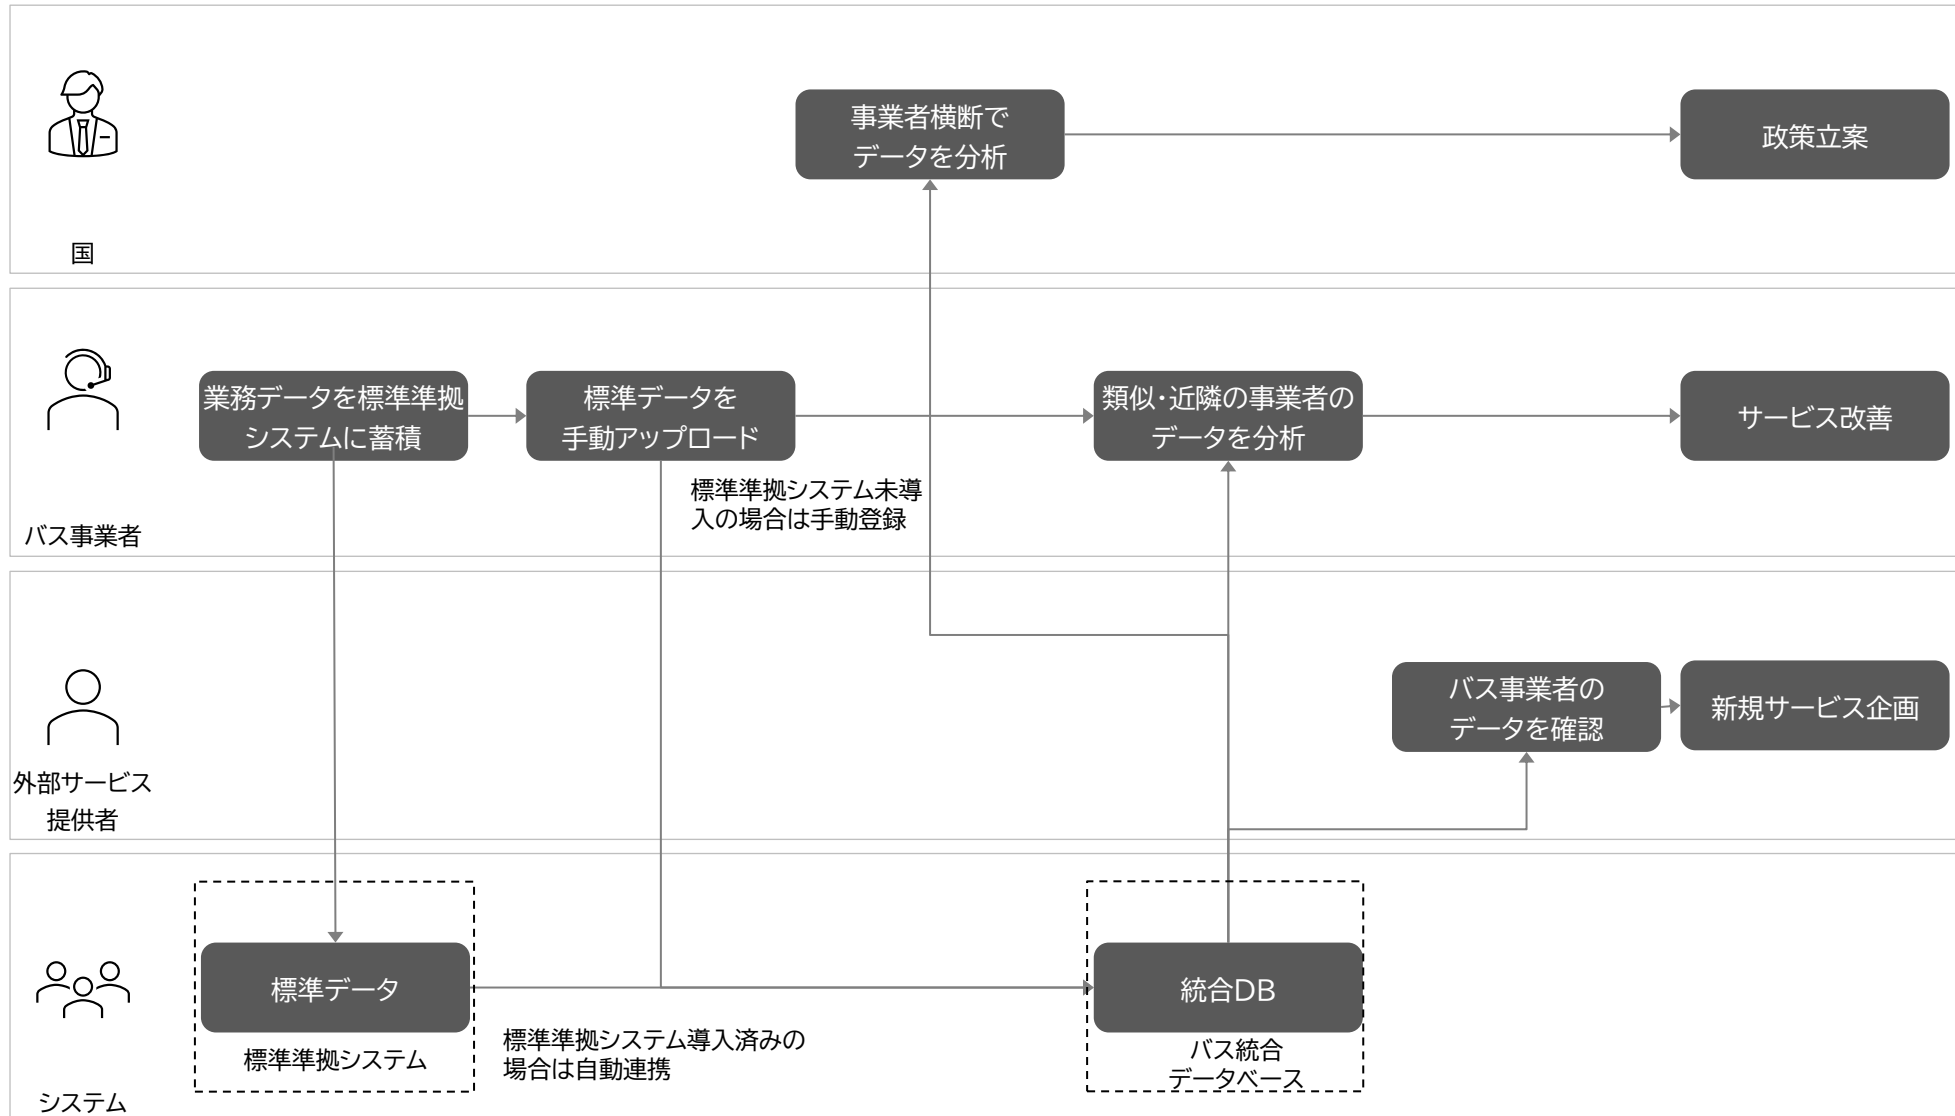 事業者横断で
データを分析
政策立案
国
業務データを標準準拠
システムに蓄積
標準データを
手動アップロード
類似・近隣の事業者の
データを分析
サービス改善
標準準拠システム未導
入の場合は手動登録
バス事業者
バス事業者の
データを確認
新規サービス企画
外部サービス
提供者
標準データ
統合DB
標準準拠システム
標準準拠システム導入済みの
場合は自動連携
バス統合
データベース
システム